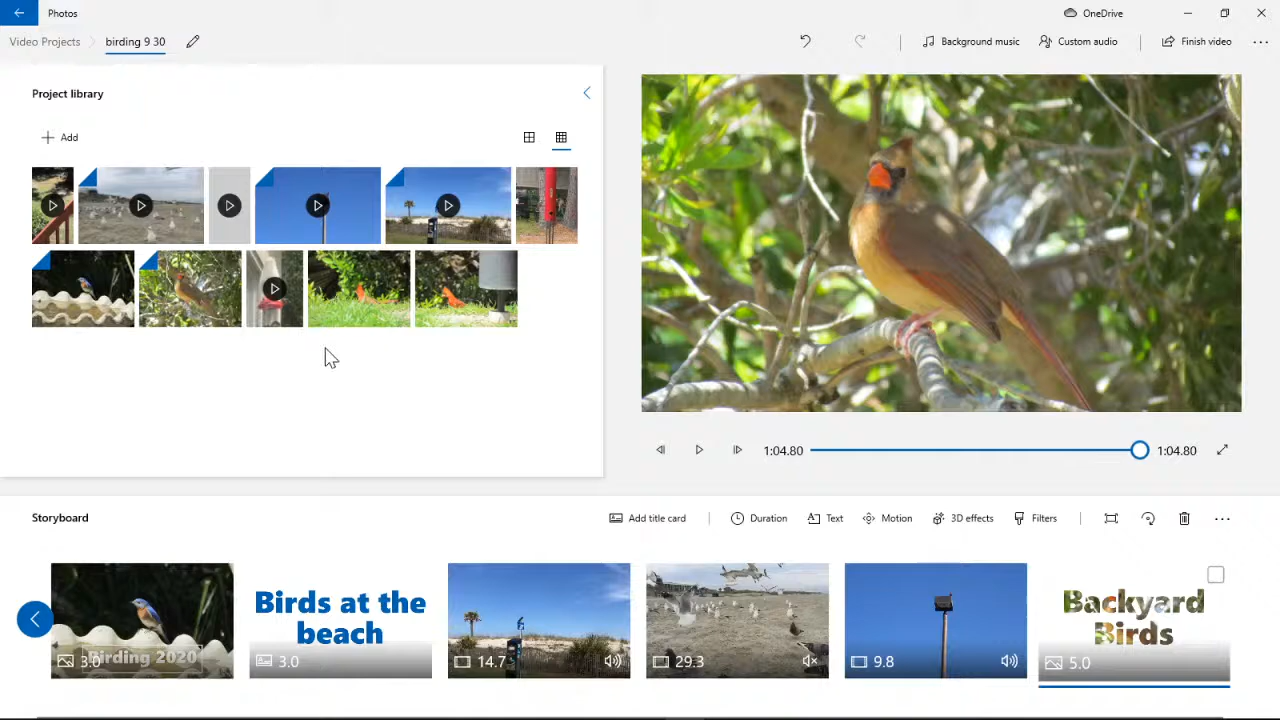 Photos
OneDrive
Video Projects
birding 9 30
Background music
Custom audio
Finish video
Project library
Add
1:04.80
1:04.80
Storyboard
Add title card
Duration
Text
Motion
3D effects
Filters
Birding 2020
3.0
Birds at the
beach
3.0
14.7
29.3
9.8
Backyard
Birds
5.0